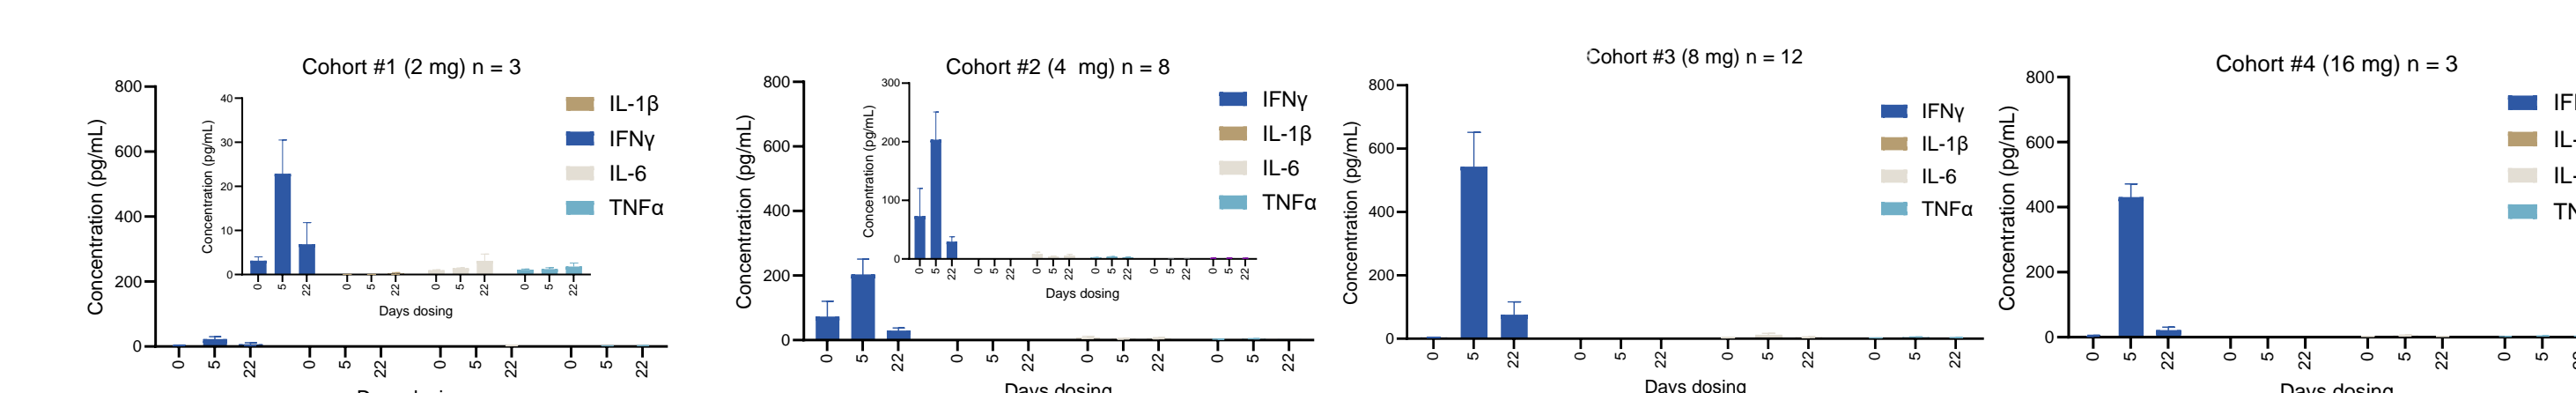 Cohort #1 (2 mg) n = 3
Concentration (pg/mL)
800
600
400
200
0
Concentration (pg/mL)
40
30
20
10
0
0 5 22 0 5 22 0 5 22 0 5 22
Days dosing
IL-1β
IFNγ
IL-6
TNFα
0 5 22 0 5 22 0 5 22 0 5 22
Cohort #2 (4 mg) n = 8
Concentration (pg/mL)
800
600
400
200
0
Concentration (pg/mL)
300
200
100
0
0 5 22 0 5 22 0 5 22 0 5 22 0 5 22 0 5 22
Days dosing
IFNγ
IL-1β
IL-6
TNFα
0 5 22 0 5 22 0 5 22 0 5 22
Days dosing
Cohort #3 (8 mg) n = 12
Concentration (pg/mL)
800
600
400
200
0
IFNγ
IL-1β
IL-6
TNFα
0 5 22 0 5 22 0 5 22 0 5 22
Days dosing
Cohort #4 (16 mg) n = 3
Concentration (pg/mL)
800
600
400
200
0
0 5 22 0 5 22 0 5 22 0 5
Days dosing